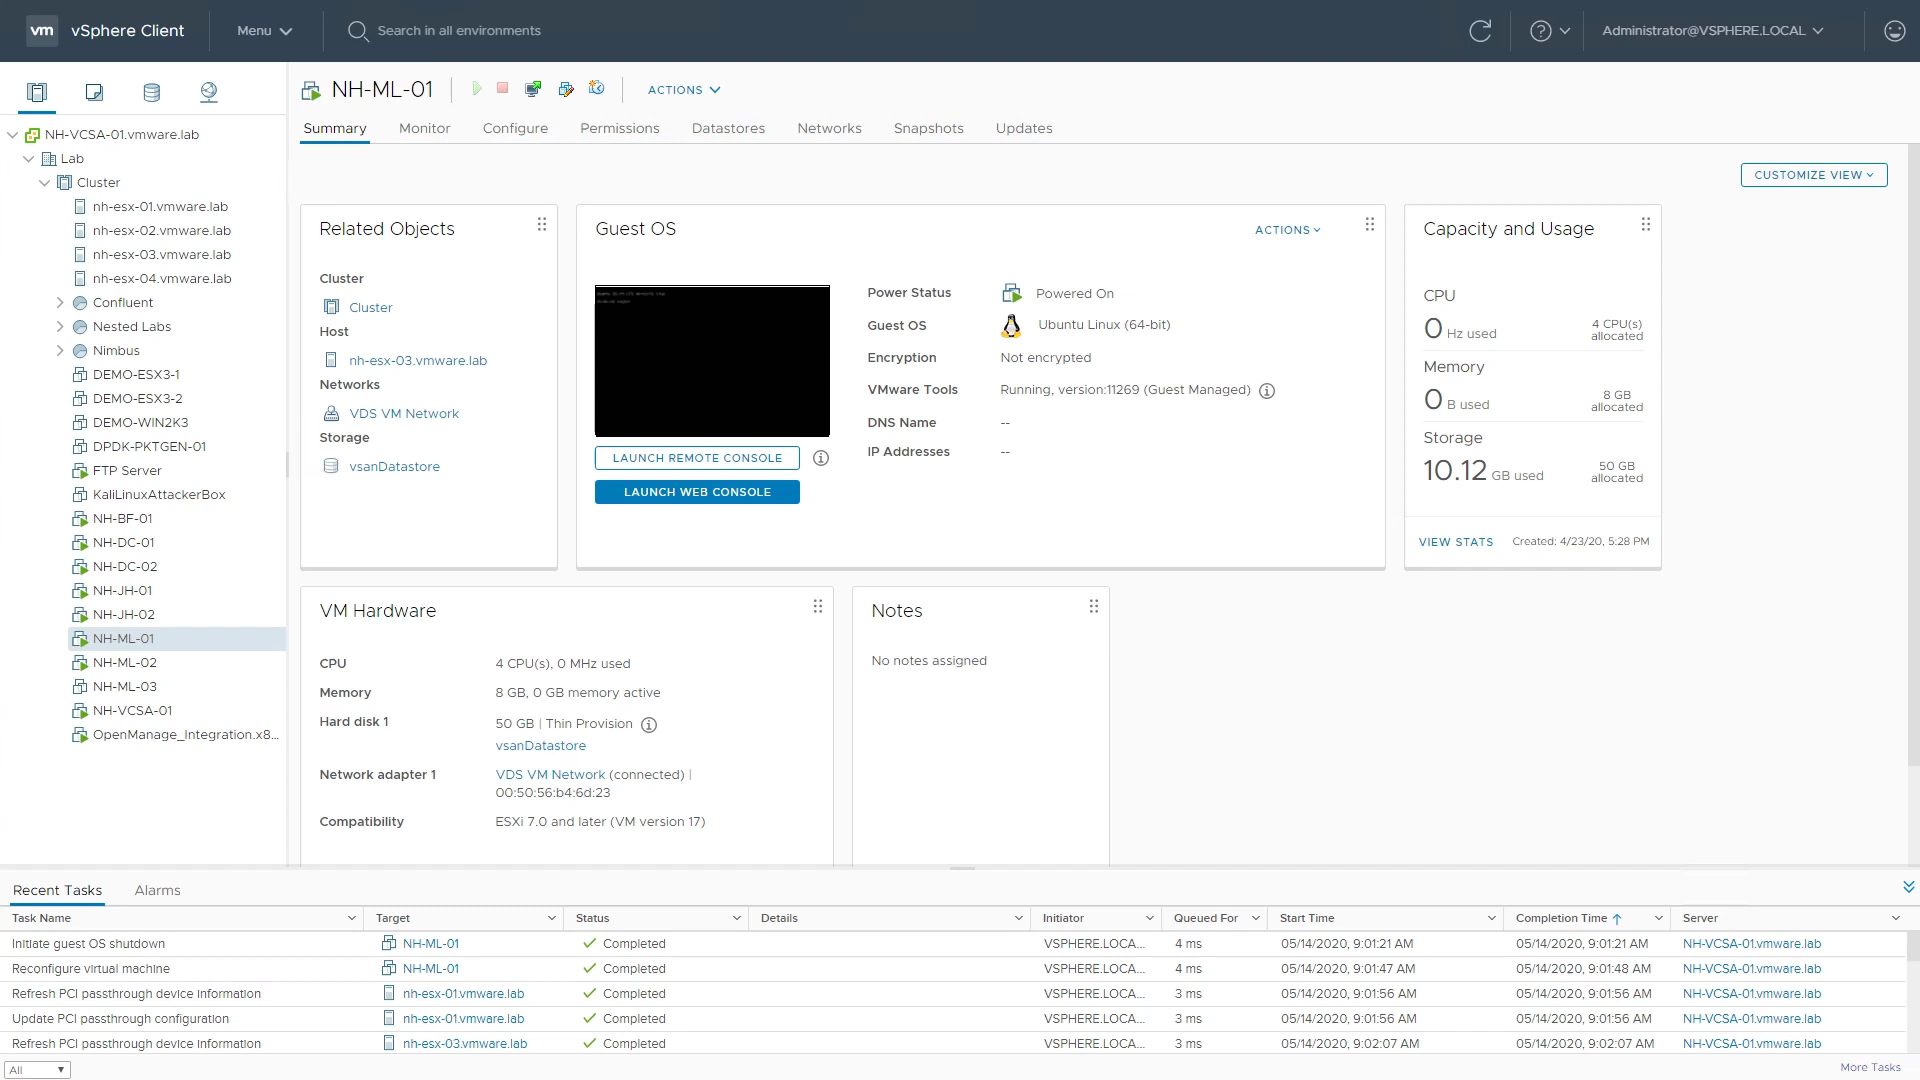 vm vSphere Client Menu Search in all environments Administrator@VSPHERE.LOCAL
NH-VCSA-01.vmware.lab
Lab
Cluster
nh-esx-01.vmware.lab
nh-esx-02.vmware.lab
nh-esx-03.vmware.lab
nh-esx-04.vmware.lab
Confluent
Nested Labs
Nimbus
DEMO-ESX3-1
DEMO-ESX3-2
DEMO-WIN2K3
DPDK-PKTGEN-01
FTP Server
KaliLinuxAttackerBox
NH-BF-01
NH-DC-01
NH-DC-02
NH-JH-01
NH-JH-02
NH-ML-01
NH-ML-02
NH-ML-03
NH-VCSA-01
OpenManage_Integration.x8...
NH-ML-01 ACTIONS
Summary Monitor Configure Permissions Datastores Networks Snapshots Updates
CUSTOMIZE VIEW
Related Objects
Cluster
Cluster
Host
nh-esx-03.vmware.lab
Networks
VDS VM Network
Storage
vsanDatastore
Guest OS ACTIONS
LAUNCH REMOTE CONSOLE
LAUNCH WEB CONSOLE
Power Status Powered On
Guest OS Ubuntu Linux (64-bit)
Encryption Not encrypted
VMware Tools Running, version:11269 (Guest Managed)
DNS Name --
IP Addresses --
Capacity and Usage
CPU
0 Hz used 4 CPU(s) allocated
Memory
0 B used 8 GB allocated
Storage
10.12 GB used 50 GB allocated
VIEW STATS Created: 4/23/20, 5:28 PM
VM Hardware
CPU 4 CPU(s), 0 MHz used
Memory 8 GB, 0 GB memory active
Hard disk 1 50 GB | Thin Provision
vsanDatastore
Network adapter 1 VDS VM Network (connected) |
00:50:56:b4:6d:23
Compatibility ESXi 7.0 and later (VM version 17)
Notes
No notes assigned
Recent Tasks Alarms
Task Name Target Status Details Initiator Queued For Start Time Completion Time Server
Initiate guest OS shutdown NH-ML-01 Completed VSPHERE.LOCA... 4 ms 05/14/2020, 9:01:21 AM 05/14/2020, 9:01:21 AM NH-VCSA-01.vmware.lab
Reconfigure virtual machine NH-ML-01 Completed VSPHERE.LOCA... 4 ms 05/14/2020, 9:01:47 AM 05/14/2020, 9:01:48 AM NH-VCSA-01.vmware.lab
Refresh PCI passthrough device information nh-esx-01.vmware.lab Completed VSPHERE.LOCA... 3 ms 05/14/2020, 9:01:56 AM 05/14/2020, 9:01:56 AM NH-VCSA-01.vmware.lab
Update PCI passthrough configuration nh-esx-01.vmware.lab Completed VSPHERE.LOCA... 3 ms 05/14/2020, 9:01:56 AM 05/14/2020, 9:01:56 AM NH-VCSA-01.vmware.lab
Refresh PCI passthrough device information nh-esx-03.vmware.lab Completed VSPHERE.LOCA... 3 ms 05/14/2020, 9:02:07 AM 05/14/2020, 9:02:07 AM NH-VCSA-01.vmware.lab
All More Tasks